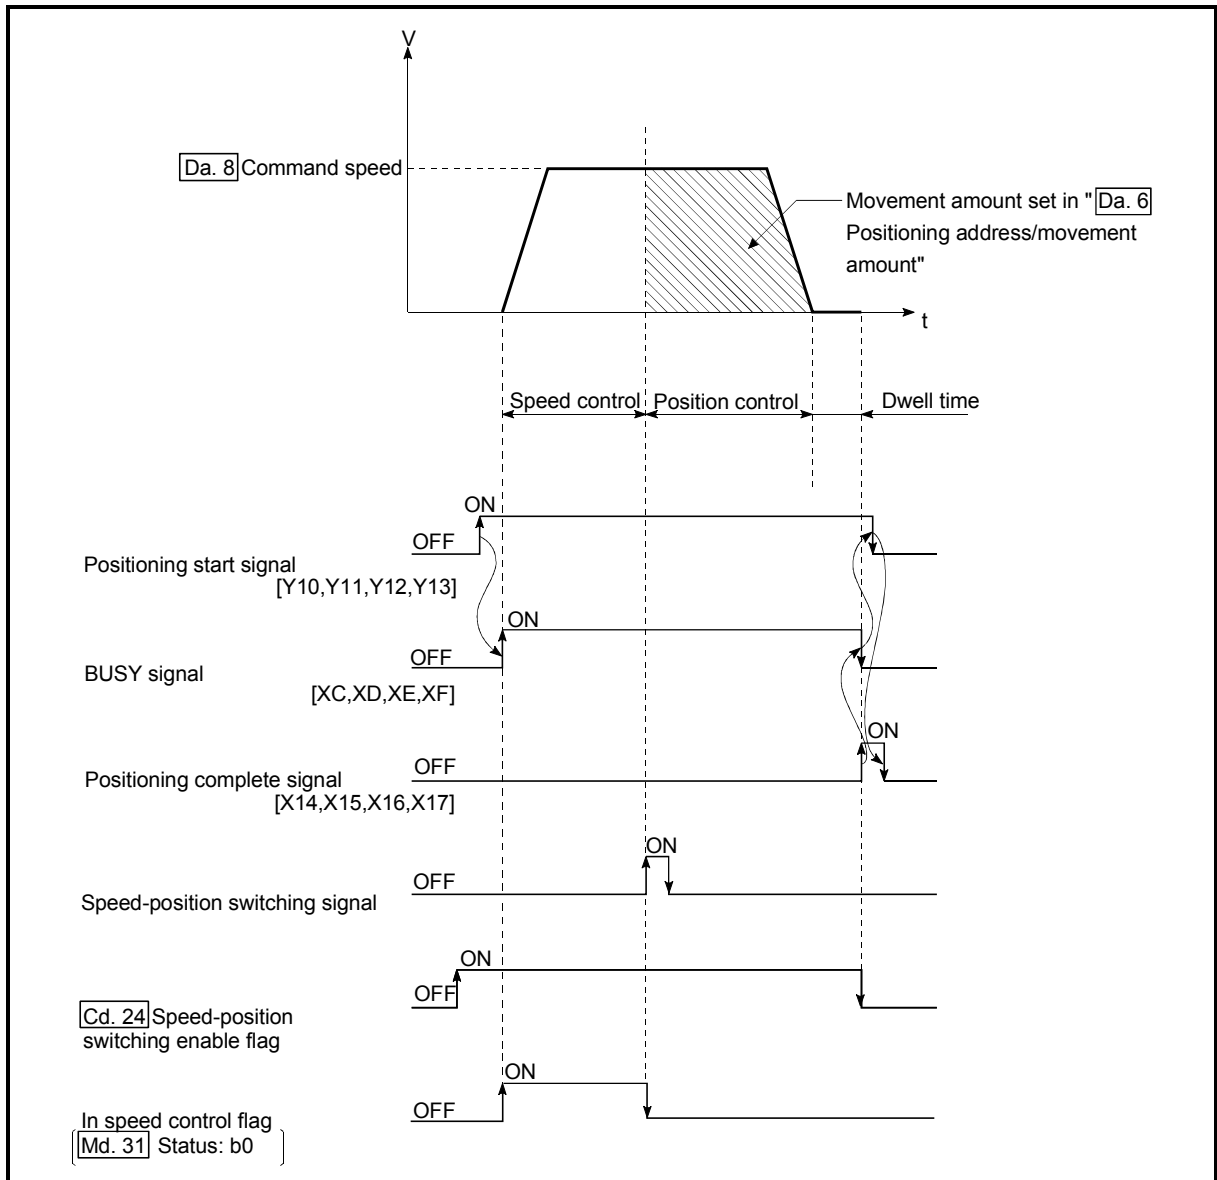 V
Da. 8 Command speed
Movement amount set in " Da. 6
Positioning address/movement
amount"
t
Speed control
Position control
Dwell time
ON
OFF
Positioning start signal
[Y10,Y11,Y12,Y13]
ON
OFF
BUSY signal
[XC,XD,XE,XF]
ON
OFF
Positioning complete signal
[X14,X15,X16,X17]
ON
OFF
Speed-position switching signal
ON
OFF
Cd. 24 Speed-position
switching enable flag
ON
OFF
In speed control flag
[Md. 31 Status: b0 ]